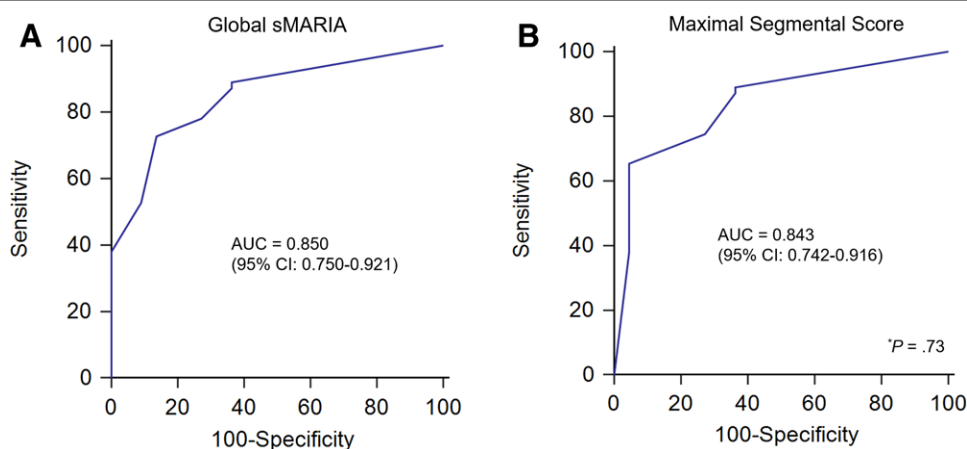 A
Global sMARIA
100
80
60
40
20
0
Sensitivity
AUC = 0.850
(95% CI: 0.750-0.921)
0 20 40 60 80 100
100-Specificity
B
Maximal Segmental Score
100
80
60
40
20
0
Sensitivity
AUC = 0.843
(95% CI: 0.742-0.916)
*P = .73
0 20 40 60 80 100
100-Specificity